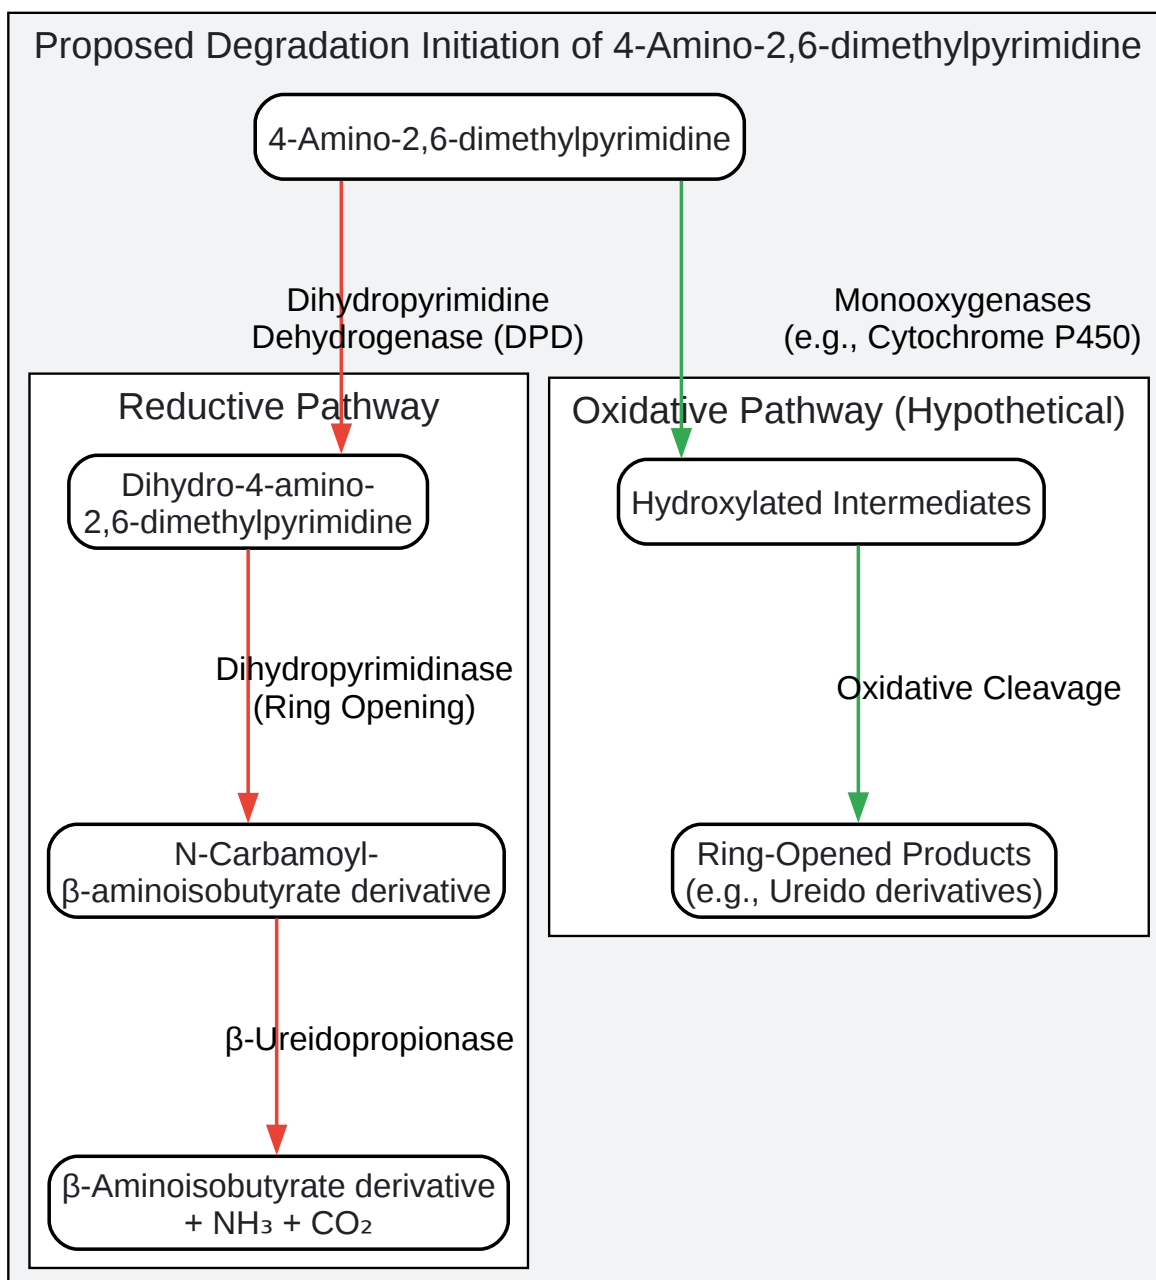 Proposed Degradation Initiation of 4-Amino-2,6-dimethylpyrimidine
4-Amino-2,6-dimethylpyrimidine
Dihydropyrimidine
Dehydrogenase (DPD)
Monooxygenases
(e.g., Cytochrome P450)
Reductive Pathway
Oxidative Pathway (Hypothetical)
Dihydro-4-amino-
2,6-dimethylpyrimidine
Hydroxylated Intermediates
Dihydropyrimidinase
(Ring Opening)
Oxidative Cleavage
N-Carbamoyl-
β-aminoisobutyrate derivative
Ring-Opened Products
(e.g., Ureido derivatives)
β-Ureidopropionase
β-Aminoisobutyrate derivative
+ NH₃ + CO₂